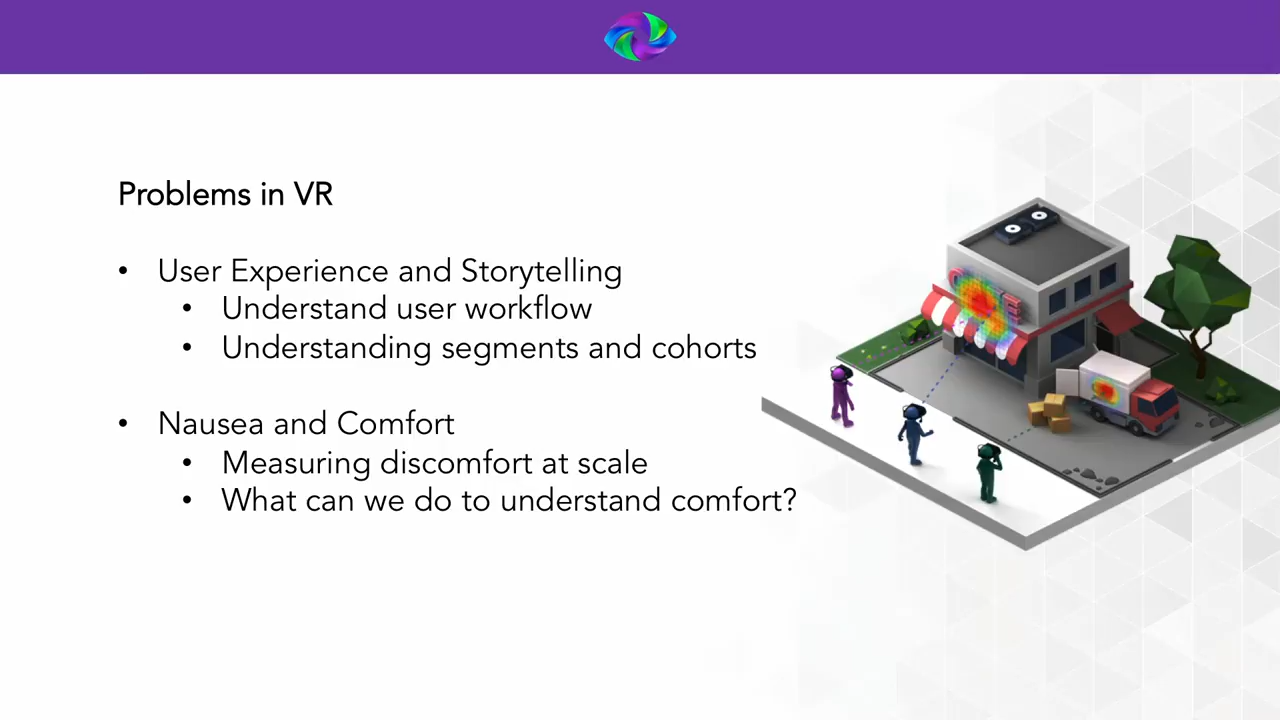 Problems in VR
• User Experience and Storytelling
• Understand user workflow
• Understanding segments and cohorts
• Nausea and Comfort
• Measuring discomfort at scale
• What can we do to understand comfort?